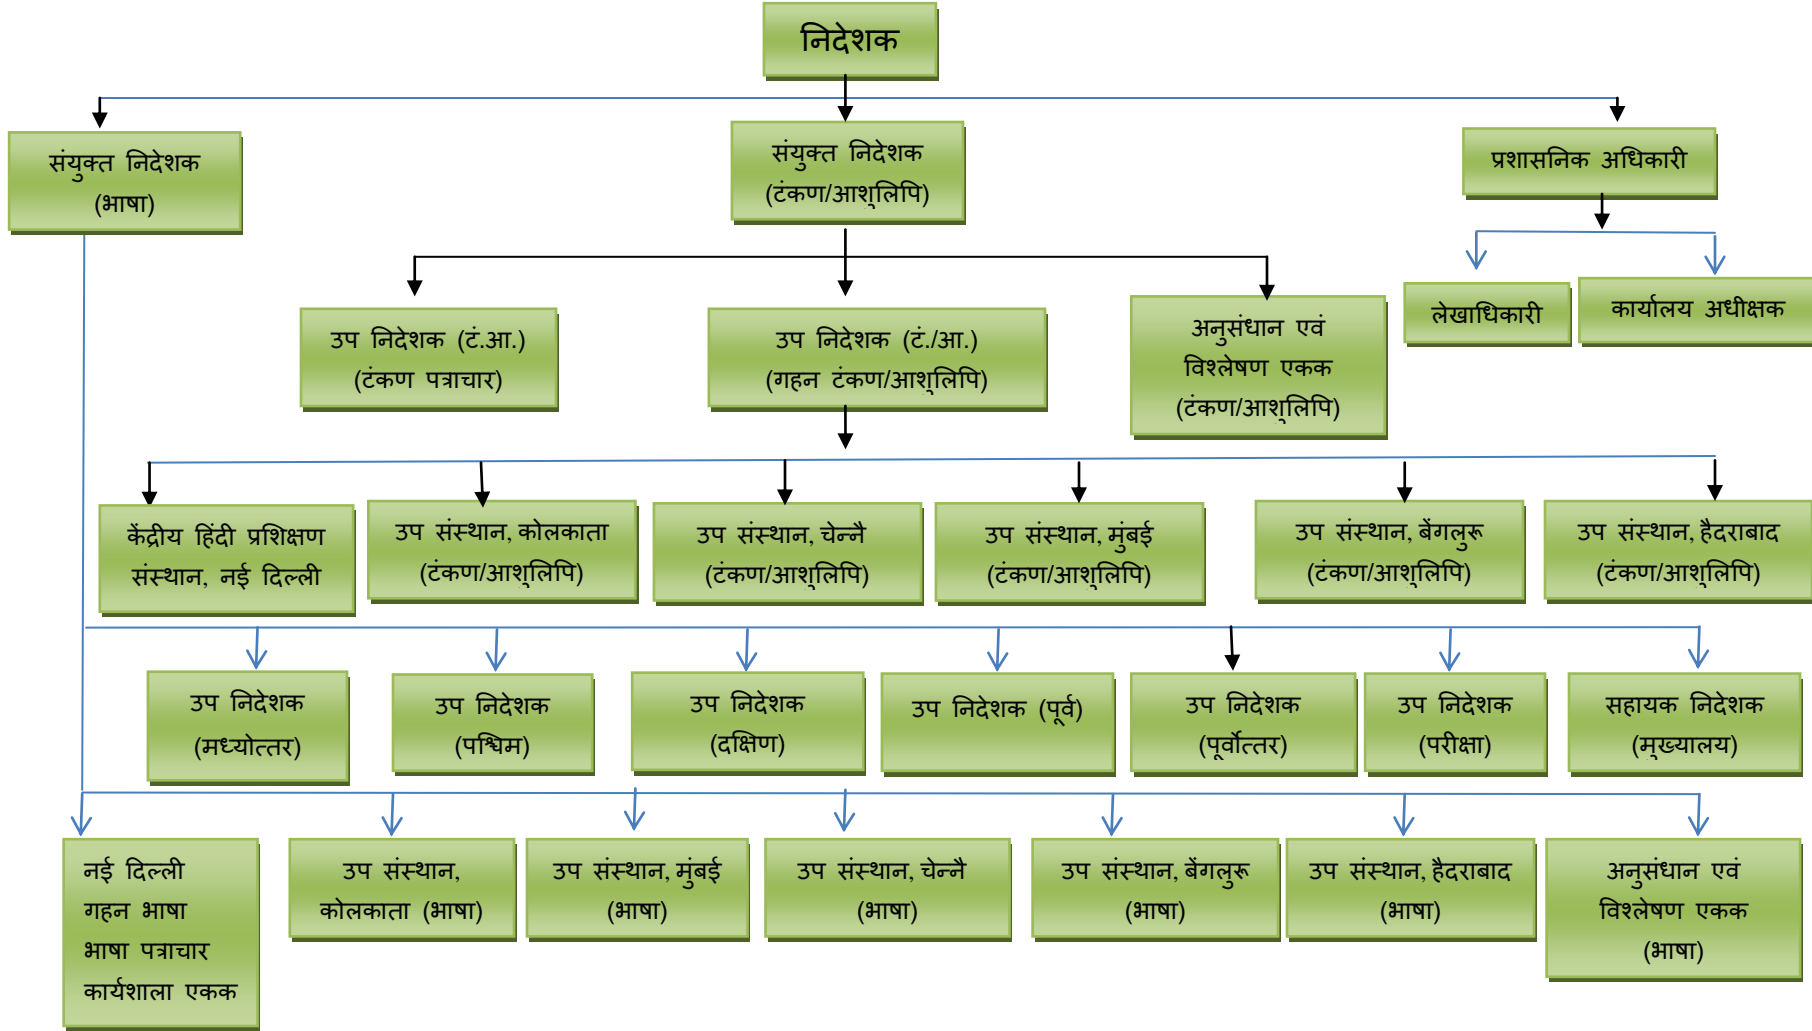 निदेशक
संयुक्त निदेशक
(भाषा)
संयुक्त निदेशक
(टंकण/आशुलिपि)
प्रशासनिक अधिकारी
लेखाधिकारी
कार्यालय अधीक्षक
उप निदेशक (टं.आ.)
(टंकण पत्राचार)
उप निदेशक (टं./आ.)
(गहन टंकण/आशुलिपि)
अनुसंधान एवं
विश्लेषण एकक
(टंकण/आशुलिपि)
केंद्रीय हिंदी प्रशिक्षण
संस्थान, नई दिल्ली
उप संस्थान, कोलकाता
(टंकण/आशुलिपि)
उप संस्थान, चेन्नै
(टंकण/आशुलिपि)
उप संस्थान, मुंबई
(टंकण/आशुलिपि)
उप संस्थान, बेंगलुरू
(टंकण/आशुलिपि)
उप संस्थान, हैदराबाद
(टंकण/आशुलिपि)
उप निदेशक
(मध्योत्तर)
उप निदेशक
(पश्चिम)
उप निदेशक
(दक्षिण)
उप निदेशक (पूर्व)
उप निदेशक
(पूर्वोत्तर)
उप निदेशक
(परीक्षा)
सहायक निदेशक
(मुख्यालय)
नई दिल्ली
गहन भाषा
भाषा पत्राचार
कार्यशाला एकक
उप संस्थान,
कोलकाता (भाषा)
उप संस्थान, मुंबई
(भाषा)
उप संस्थान, चेन्नै
(भाषा)
उप संस्थान, बेंगलुरू
(भाषा)
उप संस्थान, हैदराबाद
(भाषा)
अनुसंधान एवं
विश्लेषण एकक
(भाषा)